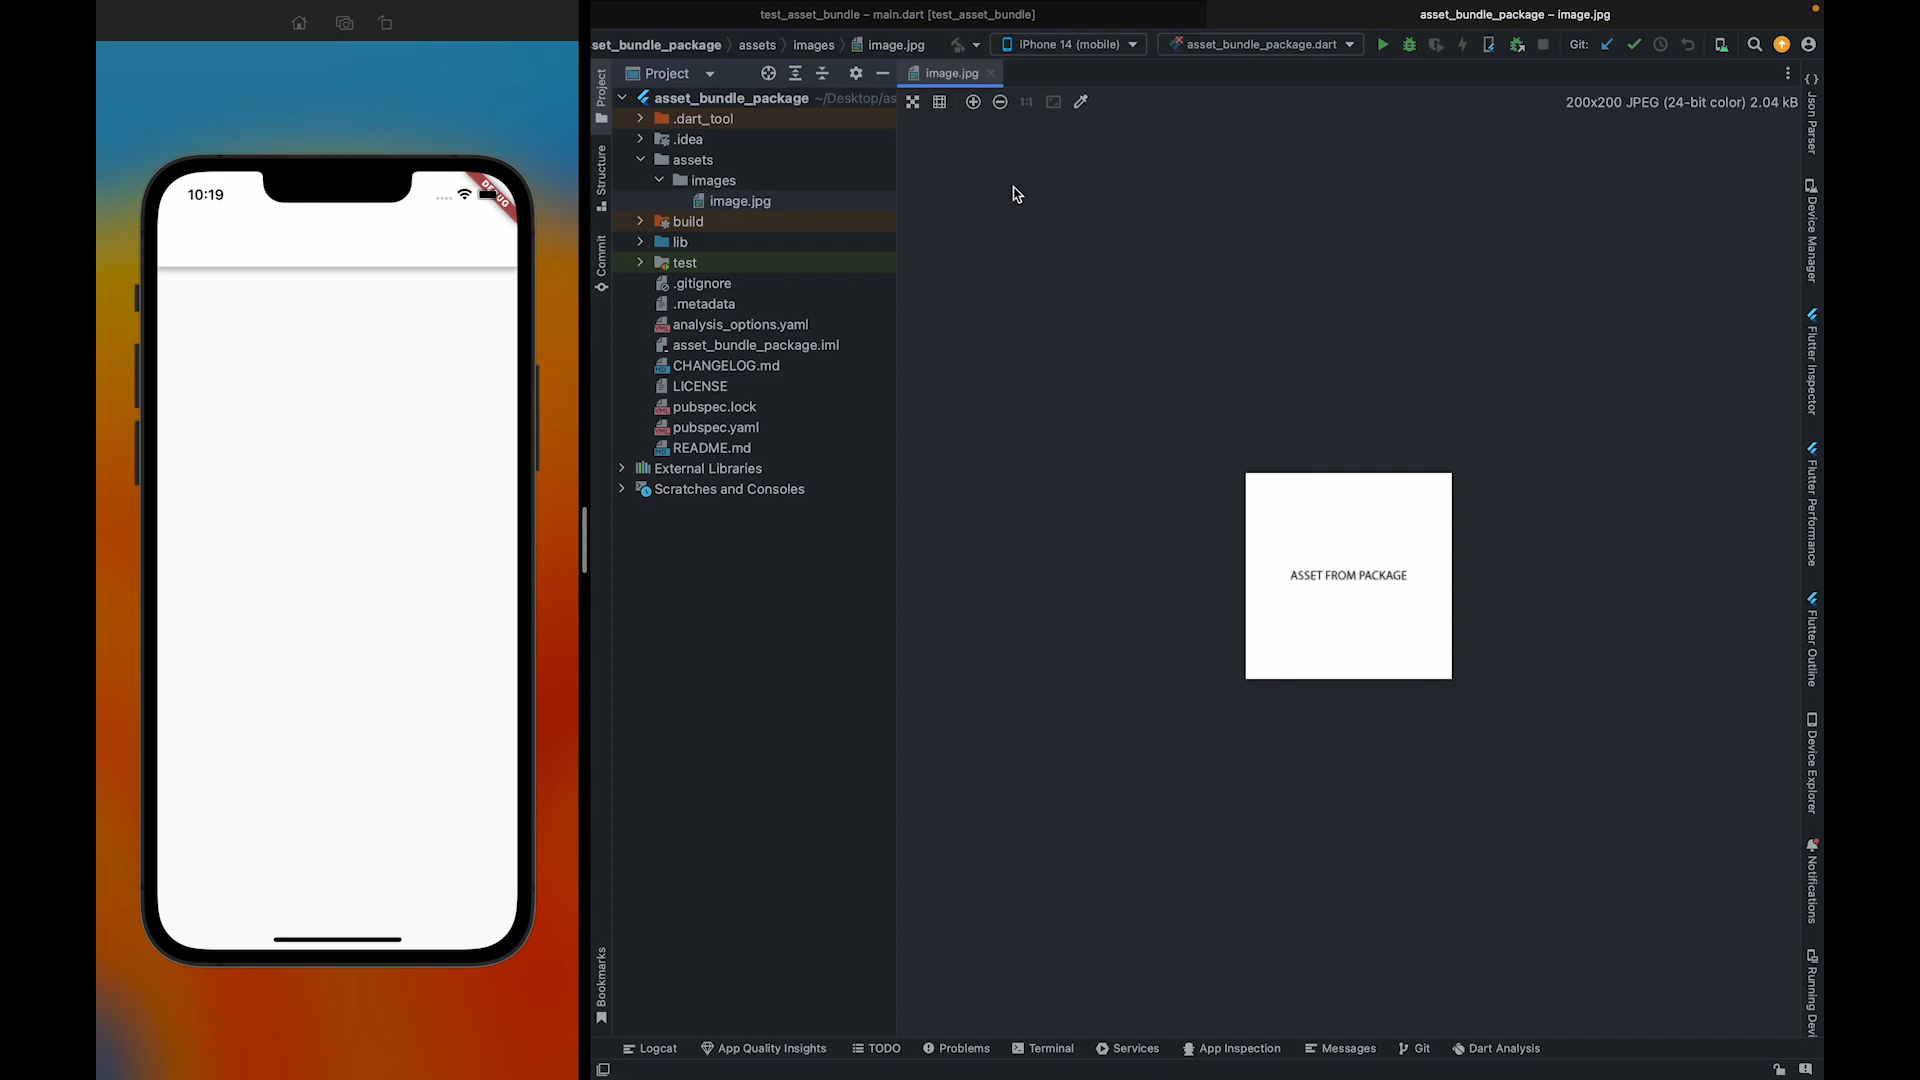 test_asset_bundle – main.dart [test_asset_bundle]
asset_bundle_package – image.jpg
set_bundle_package
assets
images
image.jpg
iPhone 14 (mobile)
asset_bundle_package.dart
Git:
Project
image.jpg
asset_bundle_package ~/Desktop/as
200x200 JPEG (24-bit color) 2.04 kB
.dart_tool
.idea
assets
images
image.jpg
build
lib
test
.gitignore
.metadata
analysis_options.yaml
asset_bundle_package.iml
CHANGELOG.md
LICENSE
pubspec.lock
pubspec.yaml
README.md
External Libraries
Scratches and Consoles
Project
Structure
Commit
Bookmarks
10:19
DEBUG
1:1
ASSET FROM PACKAGE
Json Parser
Device Manager
Flutter Inspector
Flutter Performance
Flutter Outline
Device Explorer
Notifications
Running Devi
Logcat
App Quality Insights
TODO
Problems
Terminal
Services
App Inspection
Messages
Git
Dart Analysis